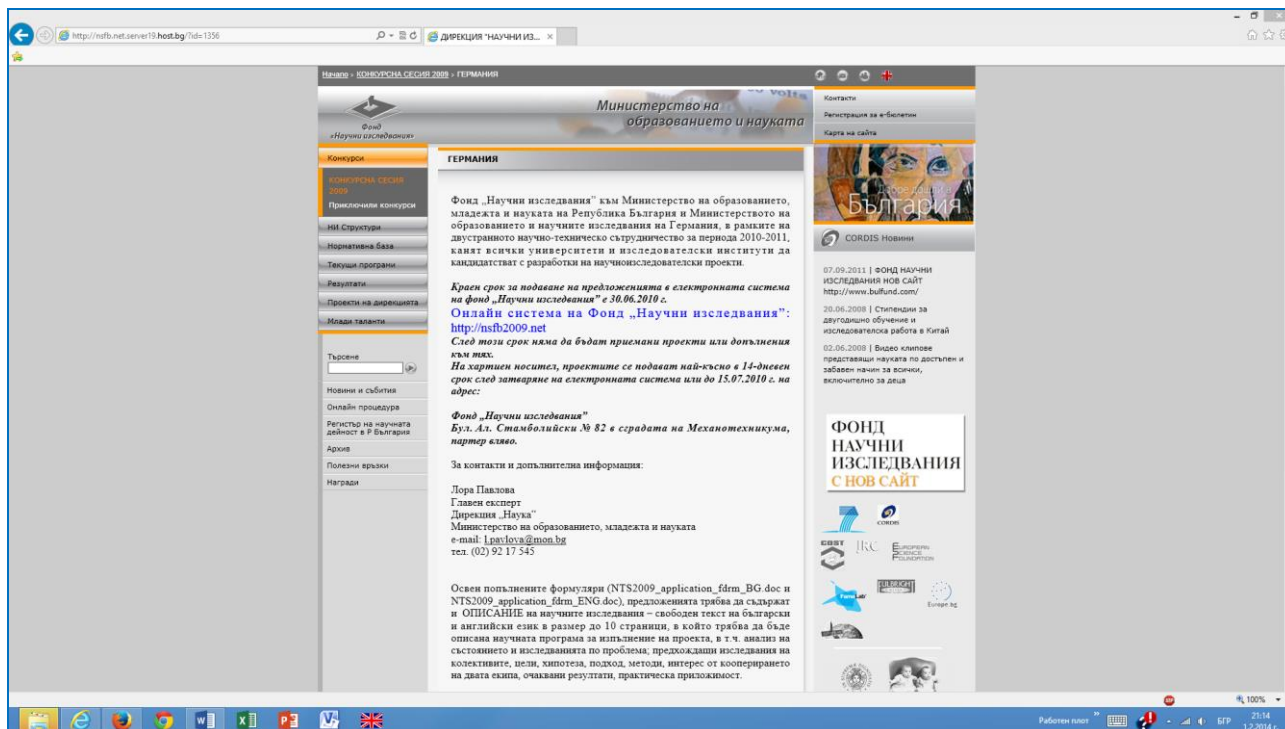 http://nsfb.net.server19.host.bg/?id=1356
ДИРЕКЦИЯ "НАУЧНИ ИЗ...
Начало » КОНКУРСНА СЕСИЯ 2009 » ГЕРМАНИЯ
Фонд
«Научни изследвания»
Министерство на
образованието и науката
Контакти
Регистрация за е-бюлетин
Карта на сайта
Конкурси
КОНКУРСНА СЕСИЯ
2009
Приключили конкурси
НИ Структури
Нормативна база
Текущи програми
Резултати
Проекти на дирекцията
Млади таланти
Търсене
Новини и събития
Онлайн процедура
Регистър на научната
дейност в Р България
Архив
Полезни връзки
Награди
ГЕРМАНИЯ
Фонд „Научни изследвания" към Министерство на образованието,
младежта и науката на Република България и Министерството на
образованието и научните изследвания на Германия, в рамките на
двустранното научно-техническо сътрудничество за периода 2010-2011,
канят всички университети и изследователски институти да
кандидатстват с разработки на научноизследователски проекти.
Краен срок за подаване на предложенията в електронната система
на фонд „Научни изследвания" е 30.06.2010 г.
Онлайн система на Фонд „Научни изследвания":
http://nsfb2009.net
След този срок няма да бъдат приемани проекти или допълнения
към тях.
На хартиен носител, проектите се подават най-късно в 14-дневен
срок след затваряне на електронната система или до 15.07.2010 г. на
адрес:
Фонд „Научни изследвания"
Бул. Ал. Стамболийски № 82 в сградата на Механотехникума,
партер вляво.
За контакти и допълнителна информация:
Лора Павлова
Главен експерт
Дирекция „Наука"
Министерство на образованието, младежта и науката
e-mail: l.pavlova@mon.bg
тел. (02) 92 17 545
Освен попълнените формуляри (NTS2009_application_fdrm_BG.doc и
NTS2009_application_fdrm_ENG.doc), предложенията трябва да съдържат
и ОПИСАНИЕ на научните изследвания – свободен текст на български
и английски език в размер до 10 страници, в който трябва да бъде
описана научната програма за изпълнение на проекта, в т.ч. анализ на
състоянието и изследванията по проблема; предхождащи изследвания на
колективите, цели, хипотеза, подход, методи, интерес от кооперирането
на двата екипа, очаквани резултати, практическа приложимост.
Добре дошли в
България
CORDIS Новини
07.09.2011 | ФОНД НАУЧНИ
ИЗСЛЕДВАНИЯ НОВ САЙТ
http://www.bulfund.com/
20.06.2008 | Стипендии за
двугодишно обучение и
изследователска работа в Китай
02.06.2008 | Видео клипове
представящи науката по достъпен и
забавен начин за всички,
включително за деца
ФОНД
НАУЧНИ
ИЗСЛЕДВАНИЯ
С НОВ САЙТ
CORDIS
COST
JRC
EUROPEAN
SCIENCE
FOUNDATION
FULBRIGHT
Europe bg
100%
Работен плот
БГР
21:14
1.2.2014 г.